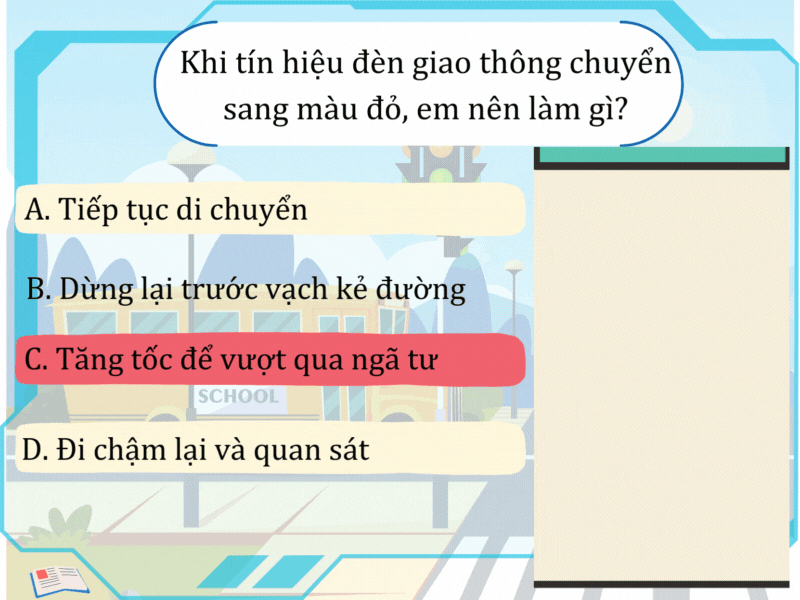 Khi tín hiệu đèn giao thông chuyển
sang màu đỏ, em nên làm gì?
A. Tiếp tục di chuyển
B. Dừng lại trước vạch kẻ đường
C. Tăng tốc để vượt qua ngã tư
SCHOOL
D. Đi chậm lại và quan sát